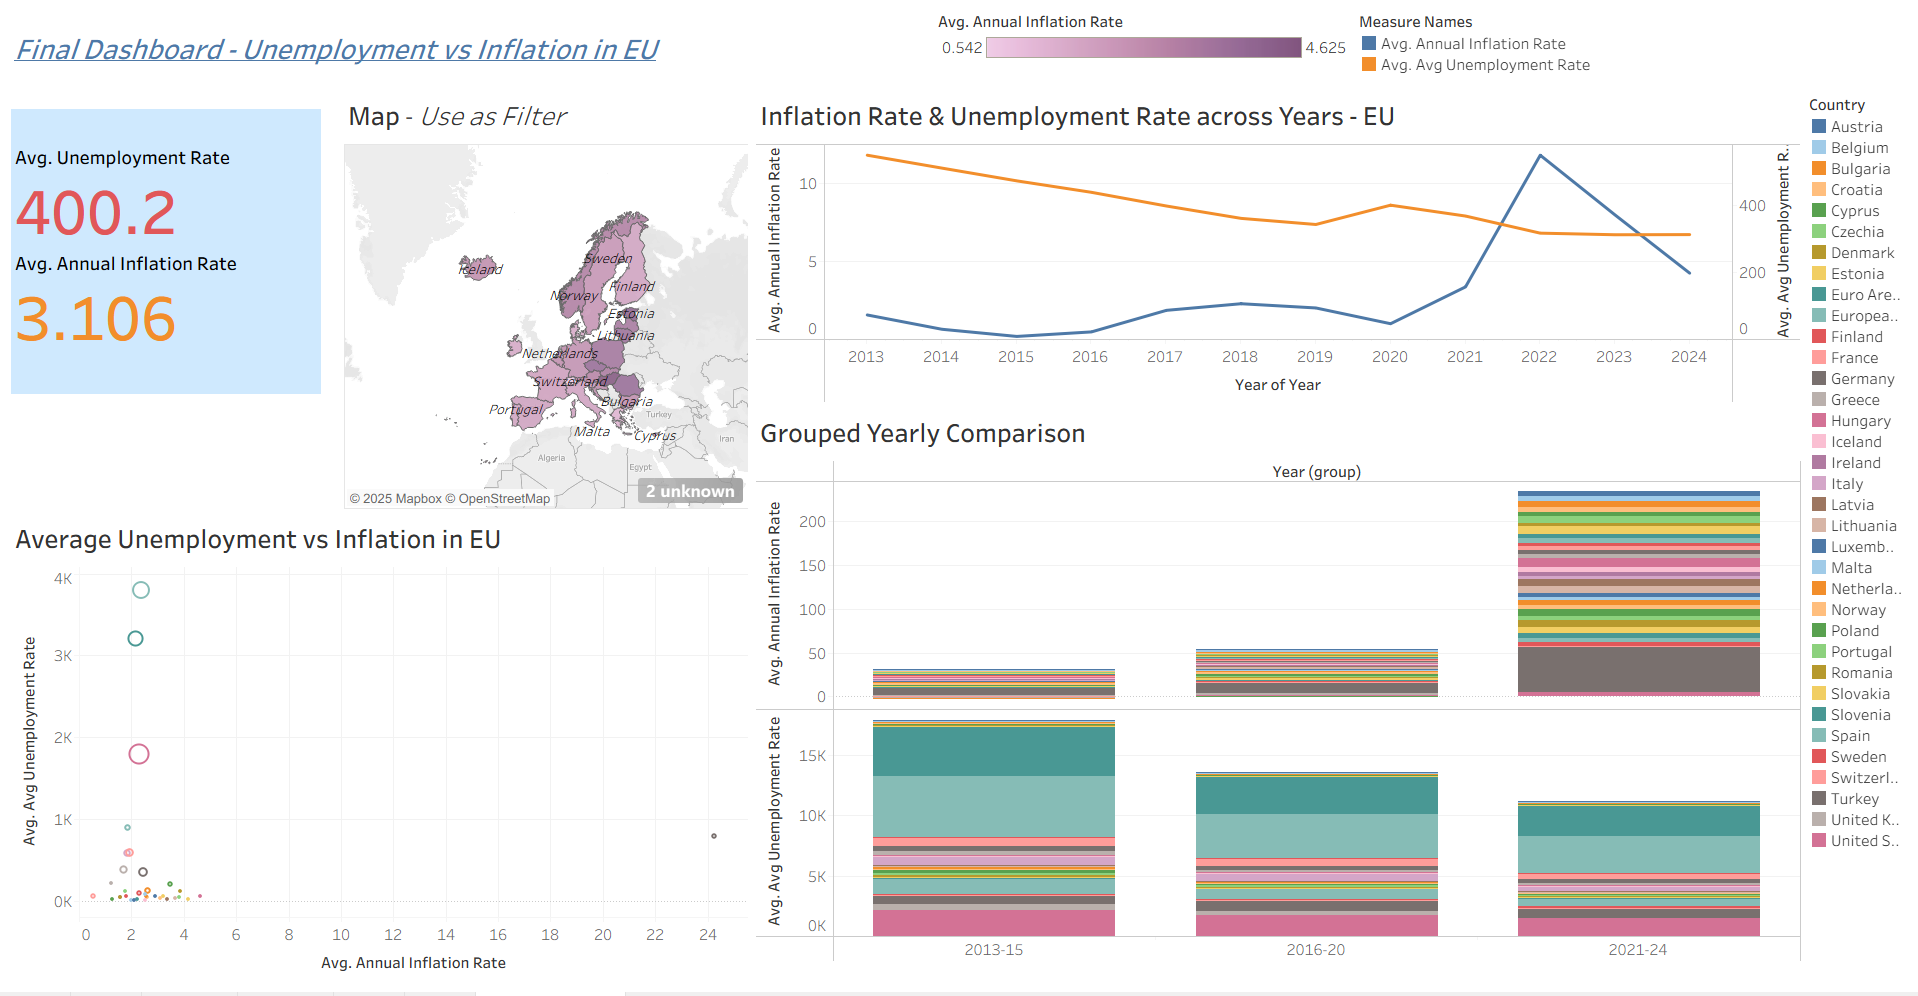 Final Dashboard - Unemployment vs Inflation in EU
Avg. Annual Inflation Rate
0.542
4.625
Measure Names
Avg. Annual Inflation Rate
Avg. Avg Unemployment Rate
Avg. Unemployment Rate
400.2
Avg. Annual Inflation Rate
3.106
Map - Use as Filter
Iceland
Sweden
Norway
Finland
Estonia
Lithuania
Netherlands
Switzerland
Bulgaria
Portugal
Turkey
Malta
Cyprus
Iran
Algeria
Egypt
© 2025 Mapbox © OpenStreetMap
2 unknown
Inflation Rate & Unemployment Rate across Years - EU
Avg. Annual Inflation Rate
10
5
0
Avg. Avg Unemployment R..
400
200
0
2013 2014 2015 2016 2017 2018 2019 2020 2021 2022 2023 2024
Year of Year
Grouped Yearly Comparison
Year (group)
Avg. Annual Inflation Rate
200
150
100
50
0
Avg. Avg Unemployment Rate
15K
10K
5K
0K
2013-15 2016-20 2021-24
Average Unemployment vs Inflation in EU
Avg. Avg Unemployment Rate
4K
3K
2K
1K
0K
0 2 4 6 8 10 12 14 16 18 20 22 24
Avg. Annual Inflation Rate
Country
Austria
Belgium
Bulgaria
Croatia
Cyprus
Czechia
Denmark
Estonia
Euro Are..
Europea..
Finland
France
Germany
Greece
Hungary
Iceland
Ireland
Italy
Latvia
Lithuania
Luxemb..
Malta
Netherla..
Norway
Poland
Portugal
Romania
Slovakia
Slovenia
Spain
Sweden
Switzerl..
Turkey
United K..
United S..